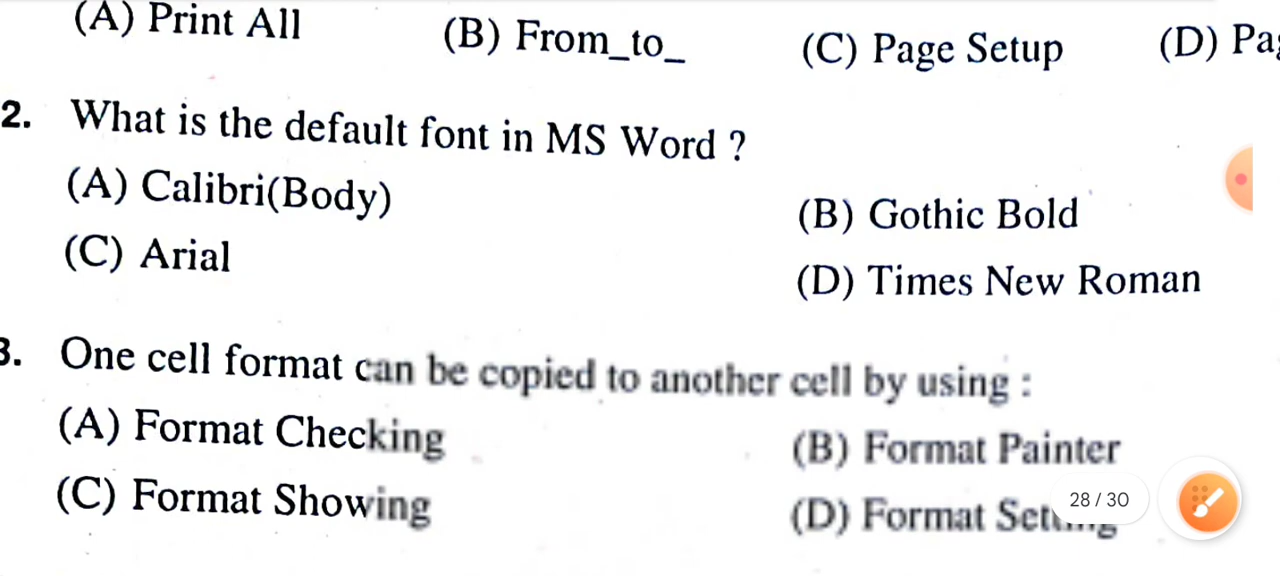 (A) Print All (B) From_to_ (C) Page Setup (D)
2. What is the default font in MS Word ?
(A) Calibri(Body) (B) Gothic Bold
(C) Arial (D) Times New Roman
3. One cell format can be copied to another cell by using :
(A) Format Checking (B) Format Painter
(C) Format Showing (D) Format
28 / 30